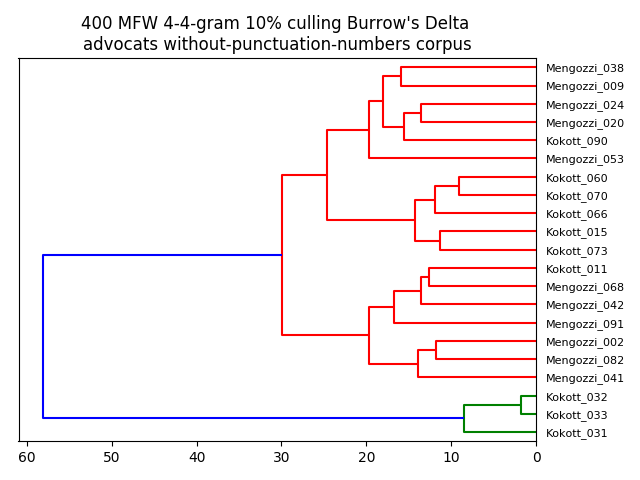 400 MFW 4-4-gram 10% culling Burrow's Delta
advocats without-punctuation-numbers corpus
Mengozzi_038
Mengozzi_009
Mengozzi_024
Mengozzi_020
Kokott_090
Mengozzi_053
Kokott_060
Kokott_070
Kokott_066
Kokott_015
Kokott_073
Kokott_011
Mengozzi_068
Mengozzi_042
Mengozzi_091
Mengozzi_002
Mengozzi_082
Mengozzi_041
Kokott_032
Kokott_033
Kokott_031
60 50 40 30 20 10 0